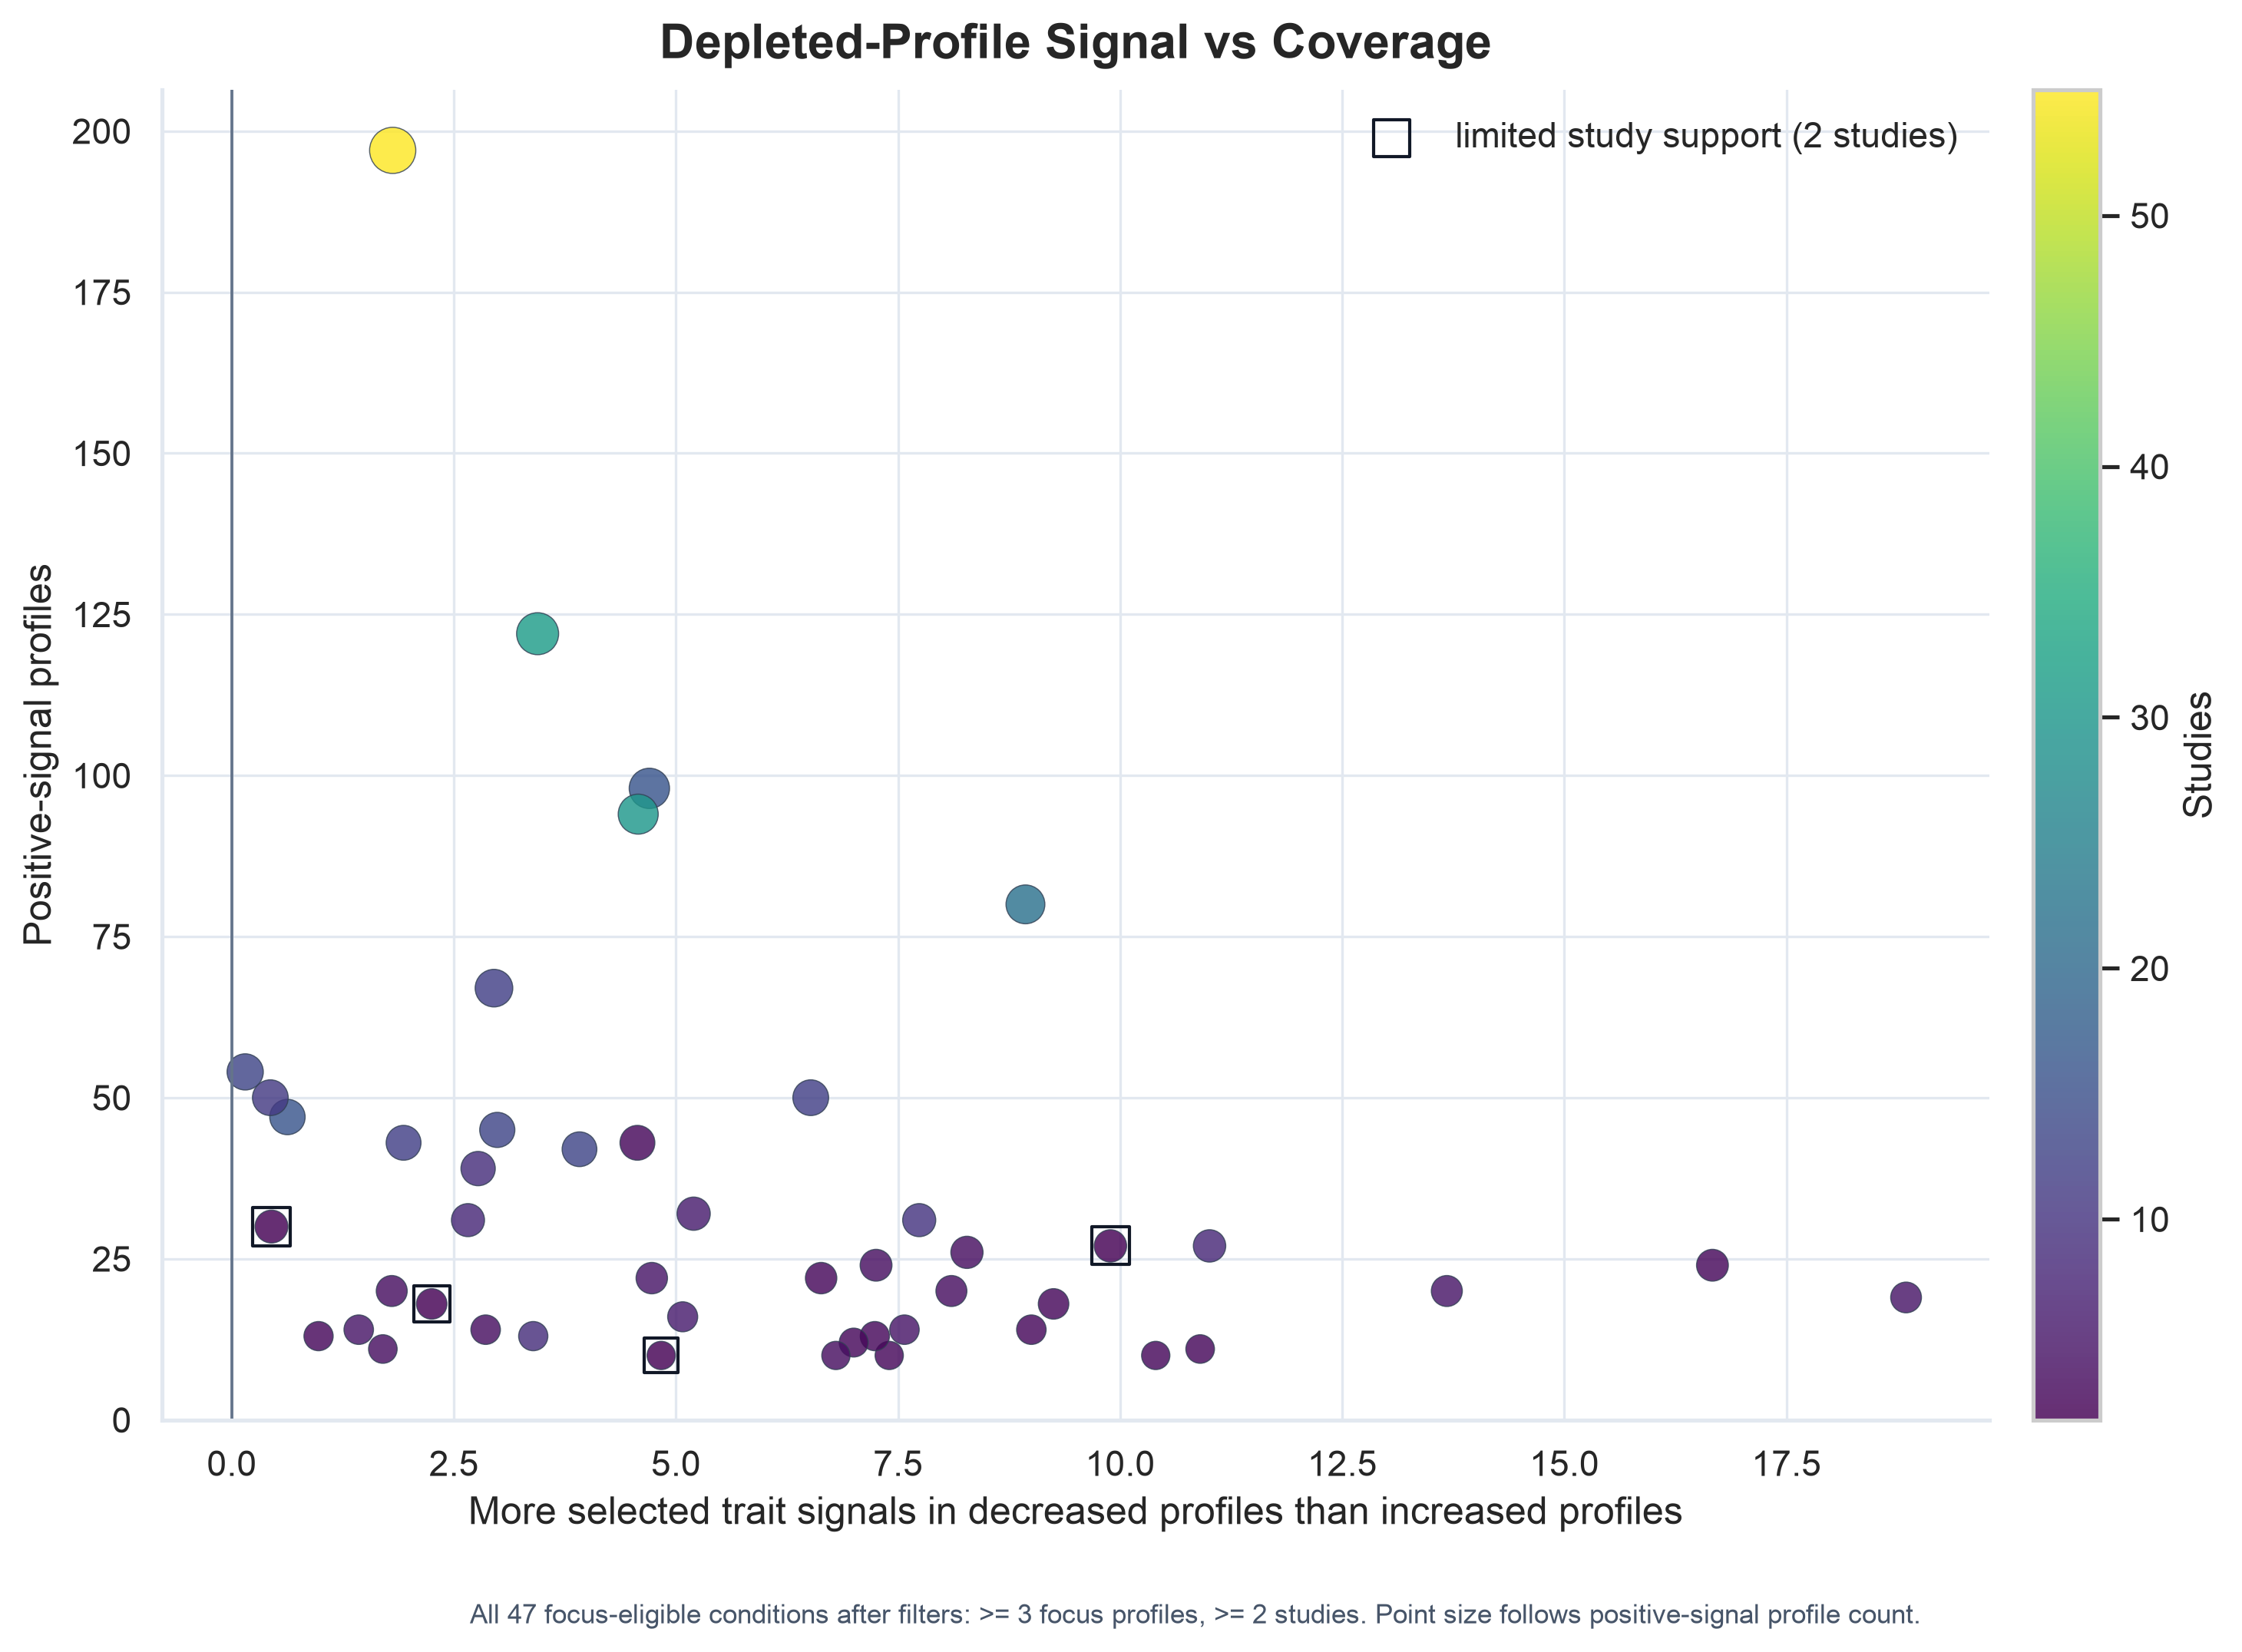 Depleted-Profile Signal vs Coverage
limited study support (2 studies)
Positive-signal profiles
200
175
150
125
100
75
50
25
0
0.0 2.5 5.0 7.5 10.0 12.5 15.0 17.5
More selected trait signals in decreased profiles than increased profiles
50
40
30
20
10
Studies
All 47 focus-eligible conditions after filters: >= 3 focus profiles, >= 2 studies. Point size follows positive-signal profile count.